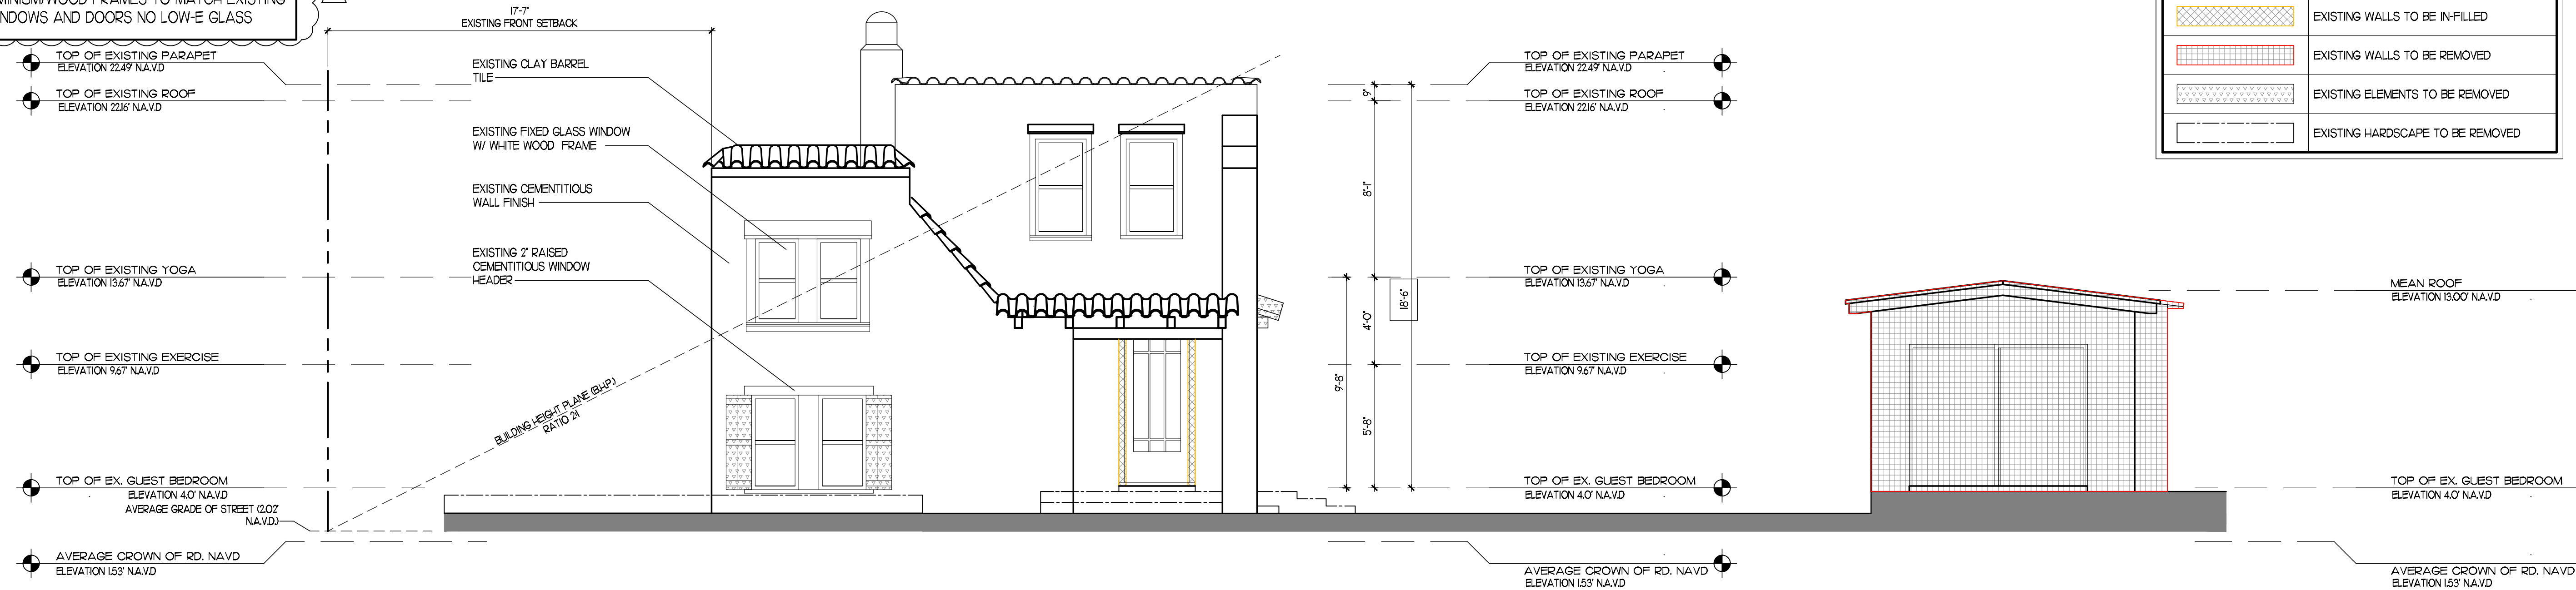 WINDOWS AND DOORS NO LOW-E GLASS
17'-7"
EXISTING FRONT SETBACK
TOP OF EXISTING PARAPET
ELEVATION 22.49' N.A.V.D
TOP OF EXISTING ROOF
ELEVATION 22.16' N.A.V.D
TOP OF EXISTING YOGA
ELEVATION 13.67' N.A.V.D
TOP OF EXISTING EXERCISE
ELEVATION 9.67' N.A.V.D
TOP OF EX. GUEST BEDROOM
ELEVATION 4.0' N.A.V.D
AVERAGE GRADE OF STREET (2.02'
N.A.V.D.)
AVERAGE CROWN OF RD. NAVD
ELEVATION 1.53' N.A.V.D
EXISTING CLAY BARREL
TILE
EXISTING FIXED GLASS WINDOW
W/ WHITE WOOD FRAME
EXISTING CEMENTITIOUS
WALL FINISH
EXISTING 2" RAISED
CEMENTITIOUS WINDOW
HEADER
BUILDING HEIGHT PLANE (B.H.P.)
RATIO 2:1
9"
8'-1"
4'-0"
5'-8"
9'-8"
18'-6"
TOP OF EXISTING PARAPET
ELEVATION 22.49' N.A.V.D
TOP OF EXISTING ROOF
ELEVATION 22.16' N.A.V.D
TOP OF EXISTING YOGA
ELEVATION 13.67' N.A.V.D
TOP OF EXISTING EXERCISE
ELEVATION 9.67' N.A.V.D
TOP OF EX. GUEST BEDROOM
ELEVATION 4.0' N.A.V.D
AVERAGE CROWN OF RD. NAVD
ELEVATION 1.53' N.A.V.D
EXISTING WALLS TO BE IN-FILLED
EXISTING WALLS TO BE REMOVED
EXISTING ELEMENTS TO BE REMOVED
EXISTING HARDSCAPE TO BE REMOVED
MEAN ROOF
ELEVATION 13.00' N.A.V.D
TOP OF EX. GUEST BEDROOM
ELEVATION 4.0' N.A.V.D
AVERAGE CROWN OF RD. NAVD
ELEVATION 1.53' N.A.V.D